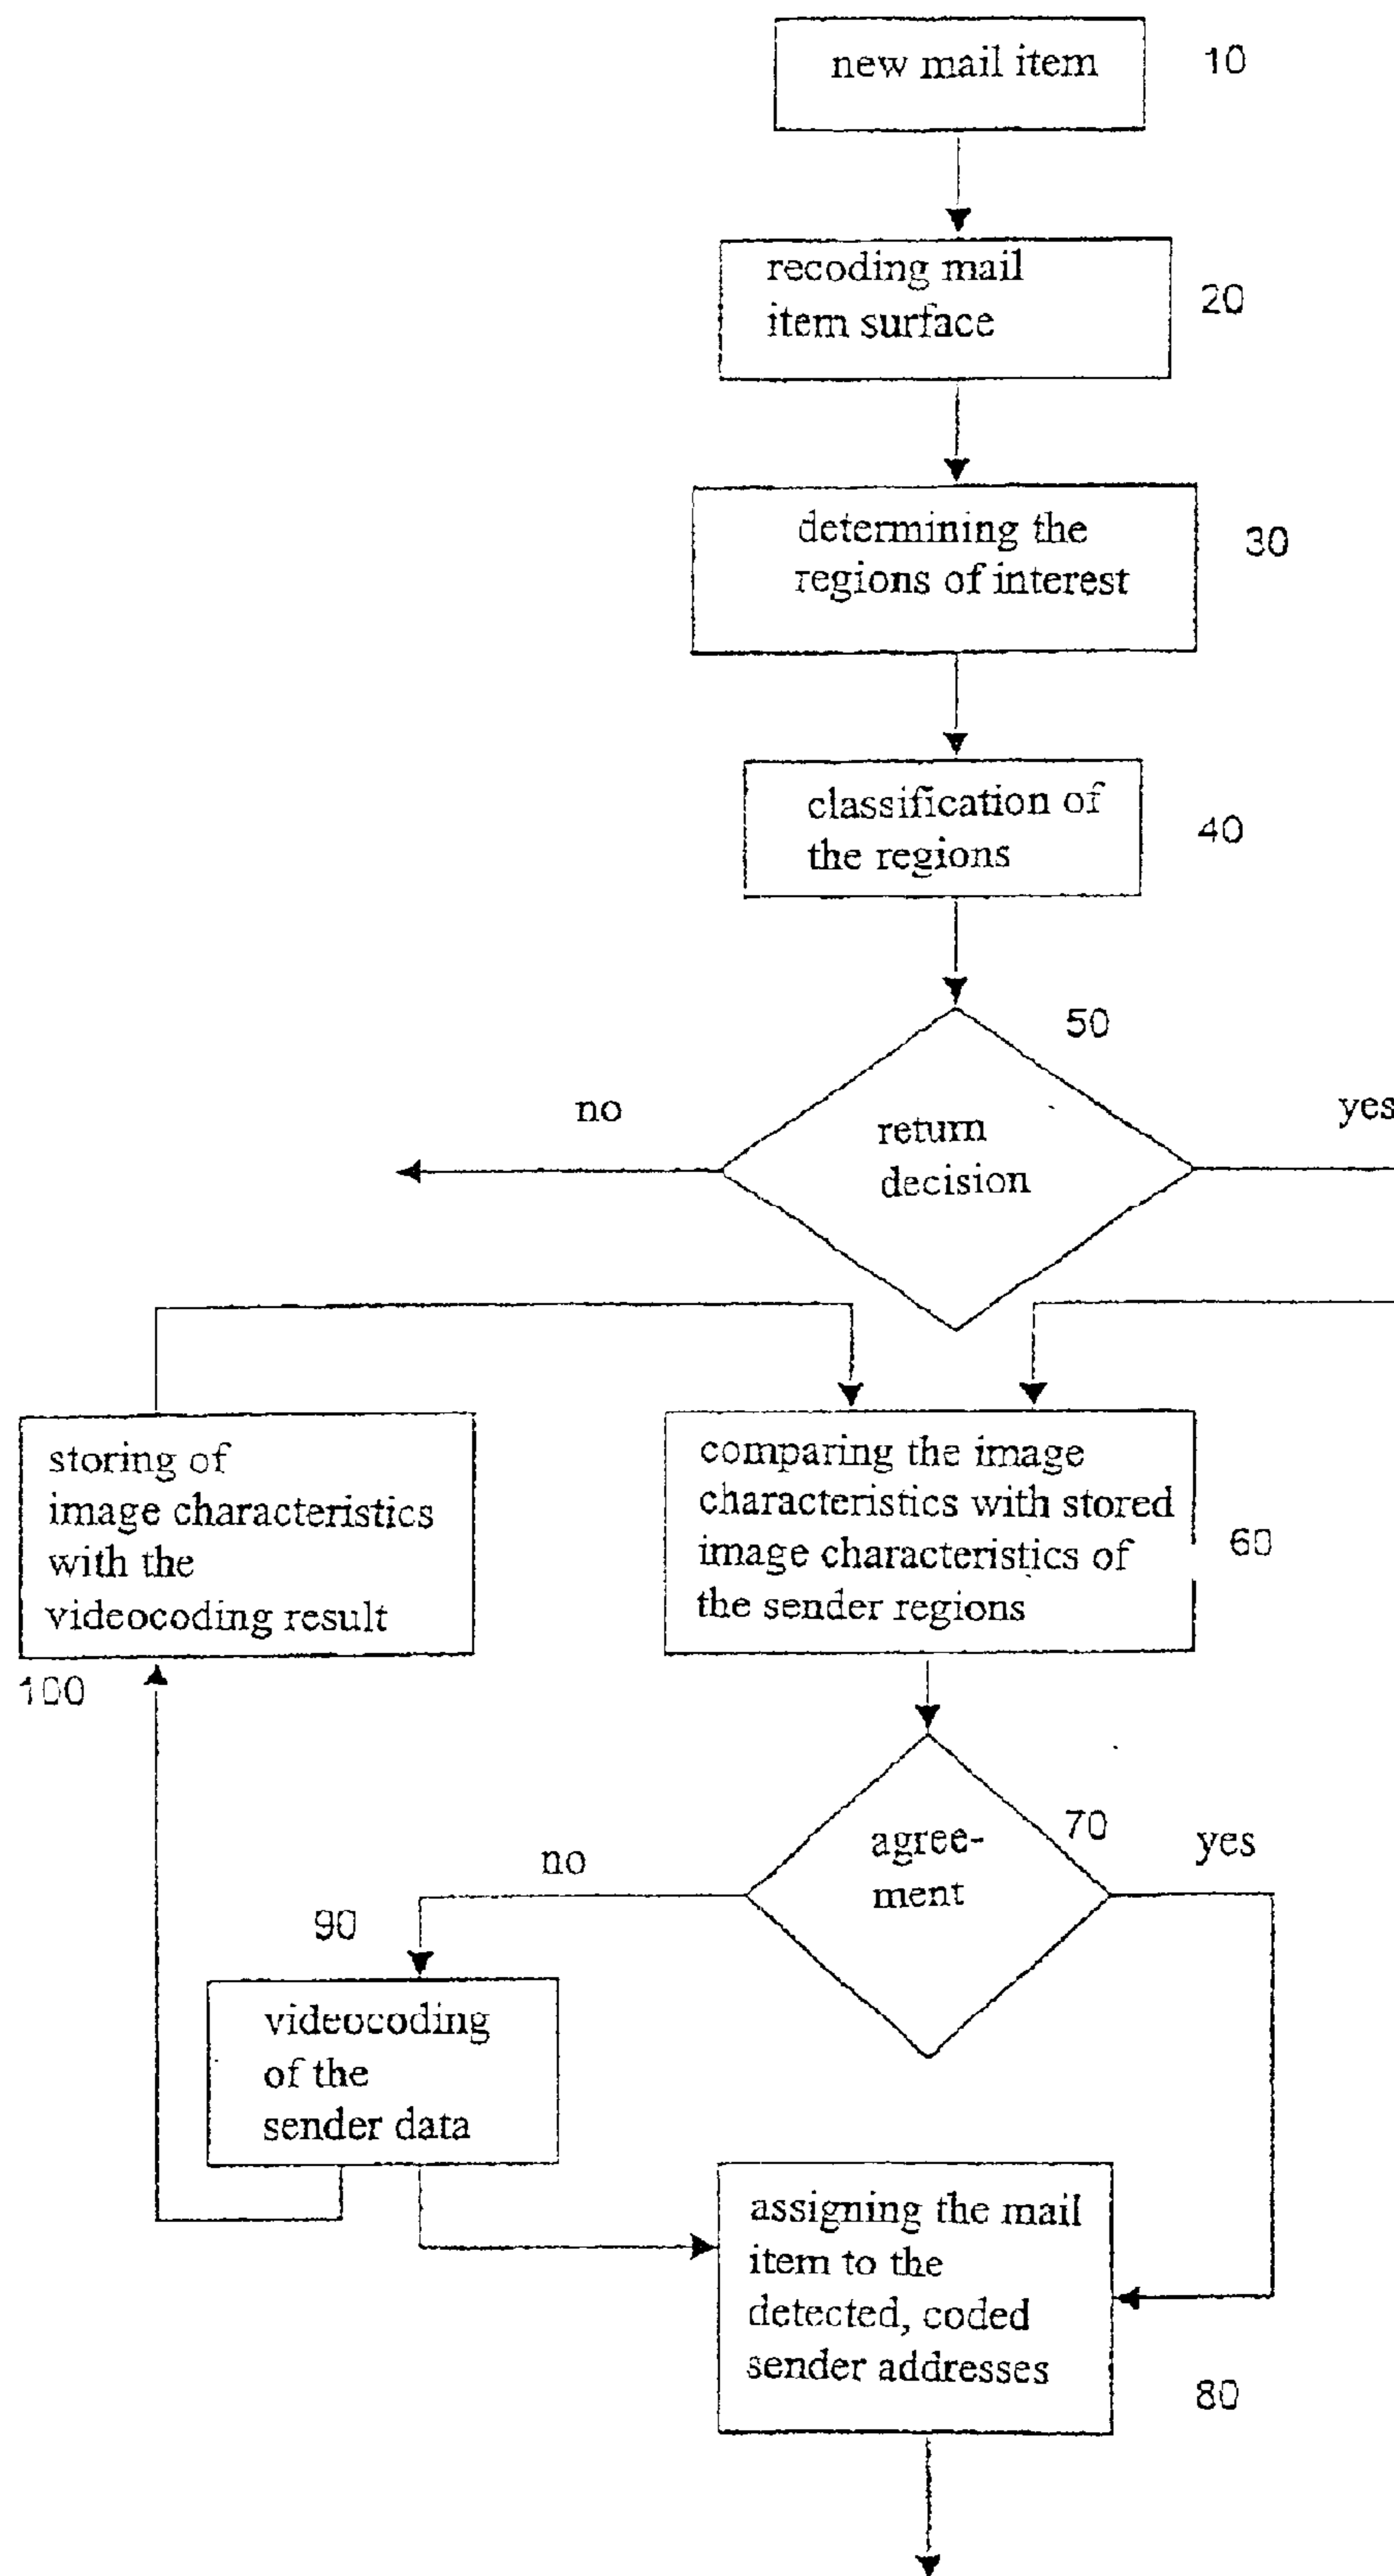 new mail item
10
recoding mail
item surface
20
determining the
regions of interest
30
classification of
the regions
40
50
no
return
decision
yes
storing of
image characteristics
with the
videocoding result
100
comparing the image
characteristics with stored
image characteristics of
the sender regions
60
agree-
ment
70
no
yes
90
videocoding
of the
sender data
assigning the mail
item to the
detected, coded
sender addresses
80